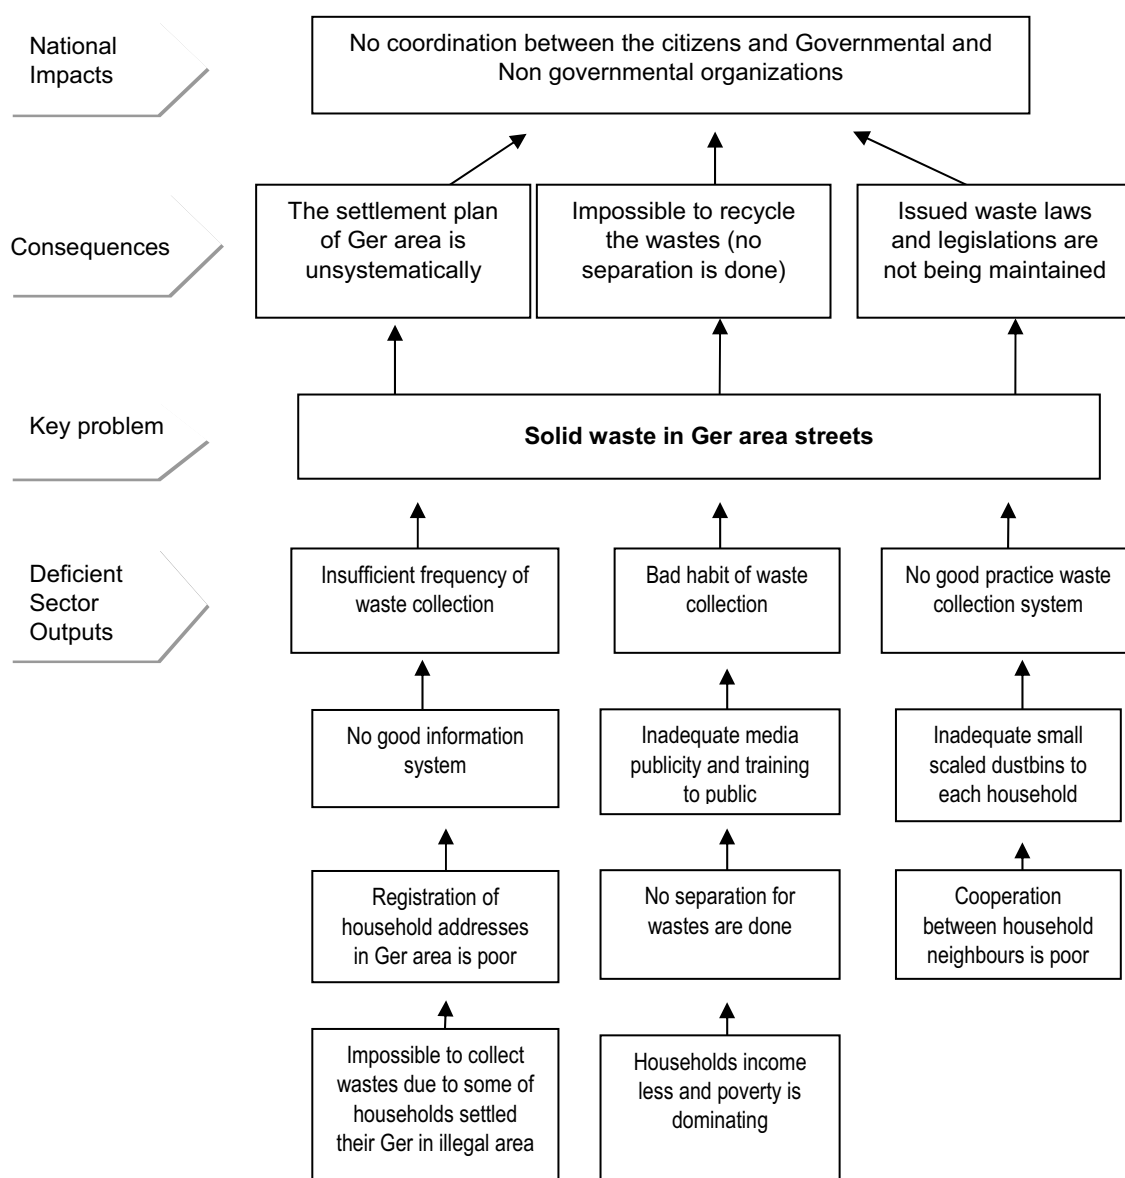 National
Impacts
No coordination between the citizens and Governmental and
Non governmental organizations
Consequences
The settlement plan
of Ger area is
unsystematically
Impossible to recycle
the wastes (no
separation is done)
Issued waste laws
and legislations are
not being maintained
Key problem
Solid waste in Ger area streets
Deficient
Sector
Outputs
Insufficient frequency of
waste collection
Bad habit of waste
collection
No good practice waste
collection system
No good information
system
Inadequate media
publicity and training
to public
Inadequate small
scaled dustbins to
each household
Registration of
household addresses
in Ger area is poor
No separation for
wastes are done
Cooperation
between household
neighbours is poor
Impossible to collect
wastes due to some of
households settled
their Ger in illegal area
Households income
less and poverty is
dominating